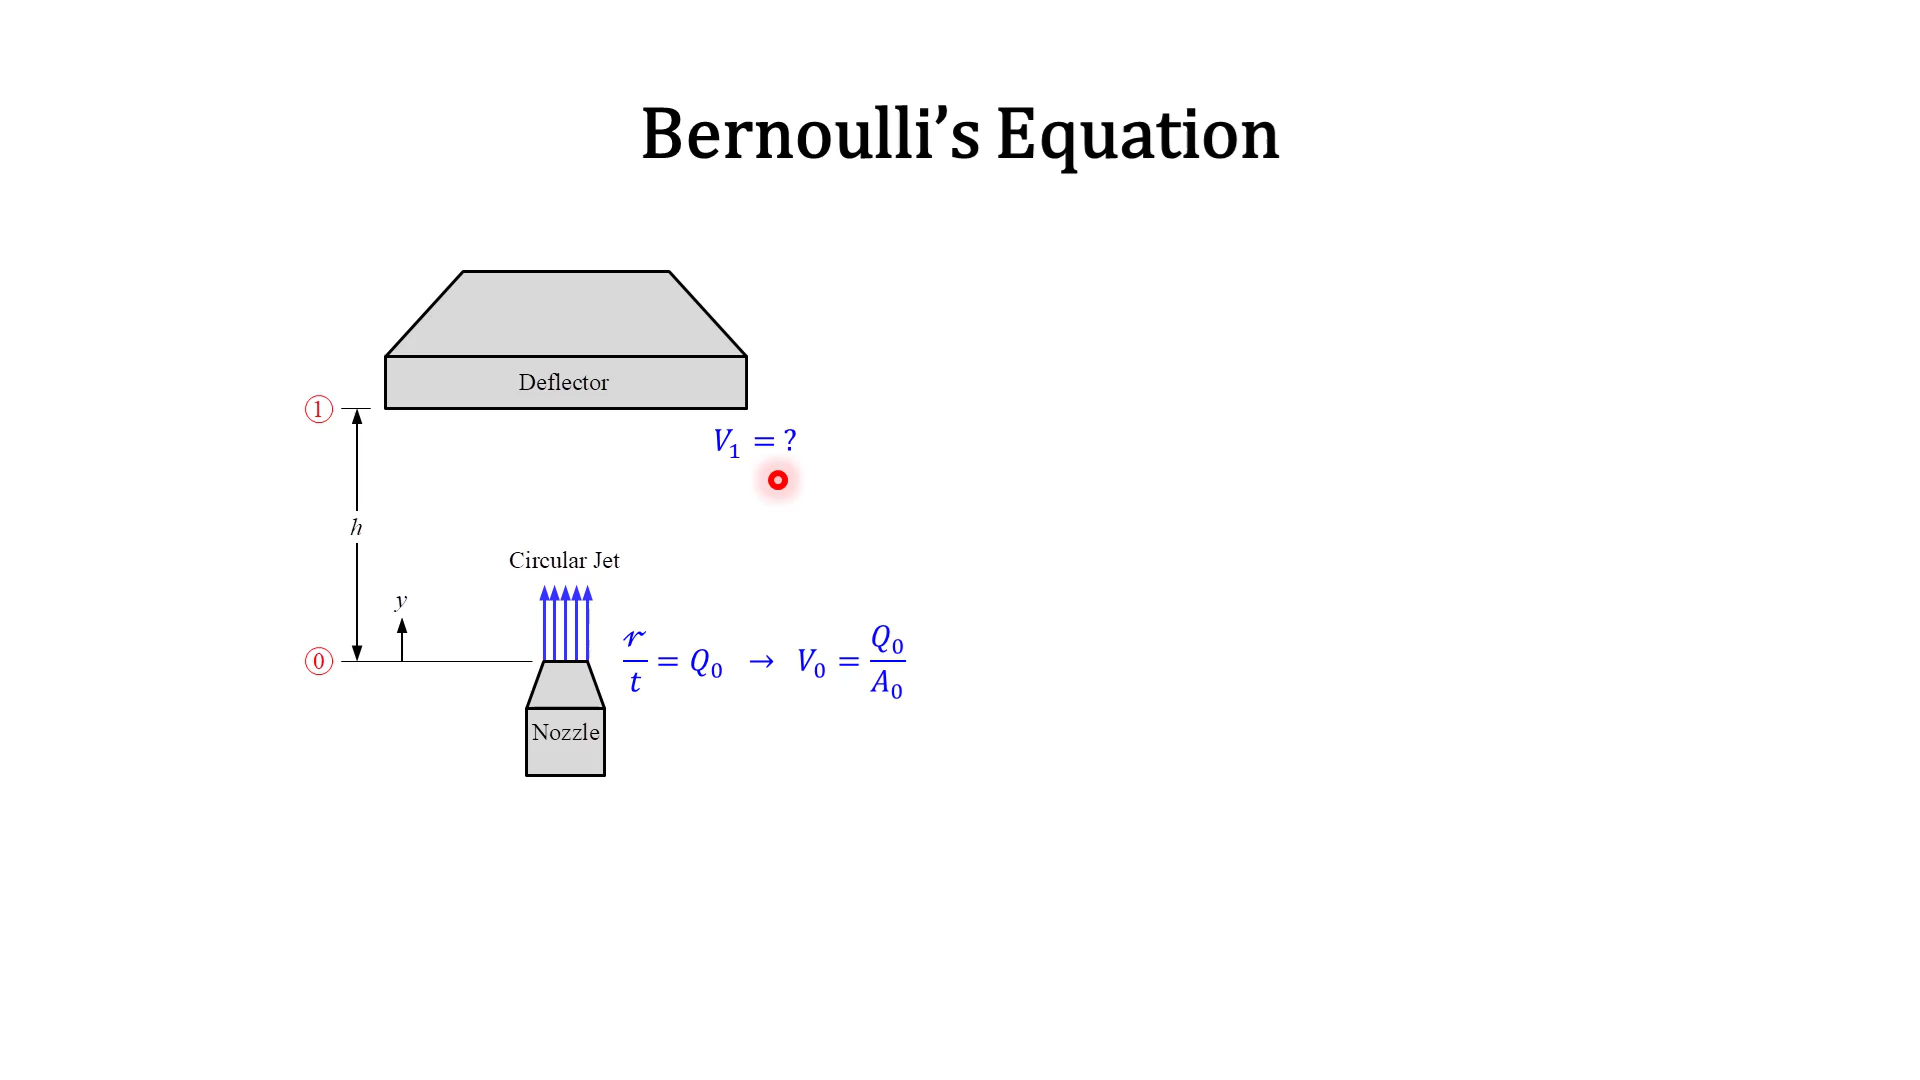 Bernoulli’s Equation
Deflector
①
V₁ = ?
h
Circular Jet
y
⓪
𝓇/t = Q₀ → V₀ = Q₀/A₀
Nozzle